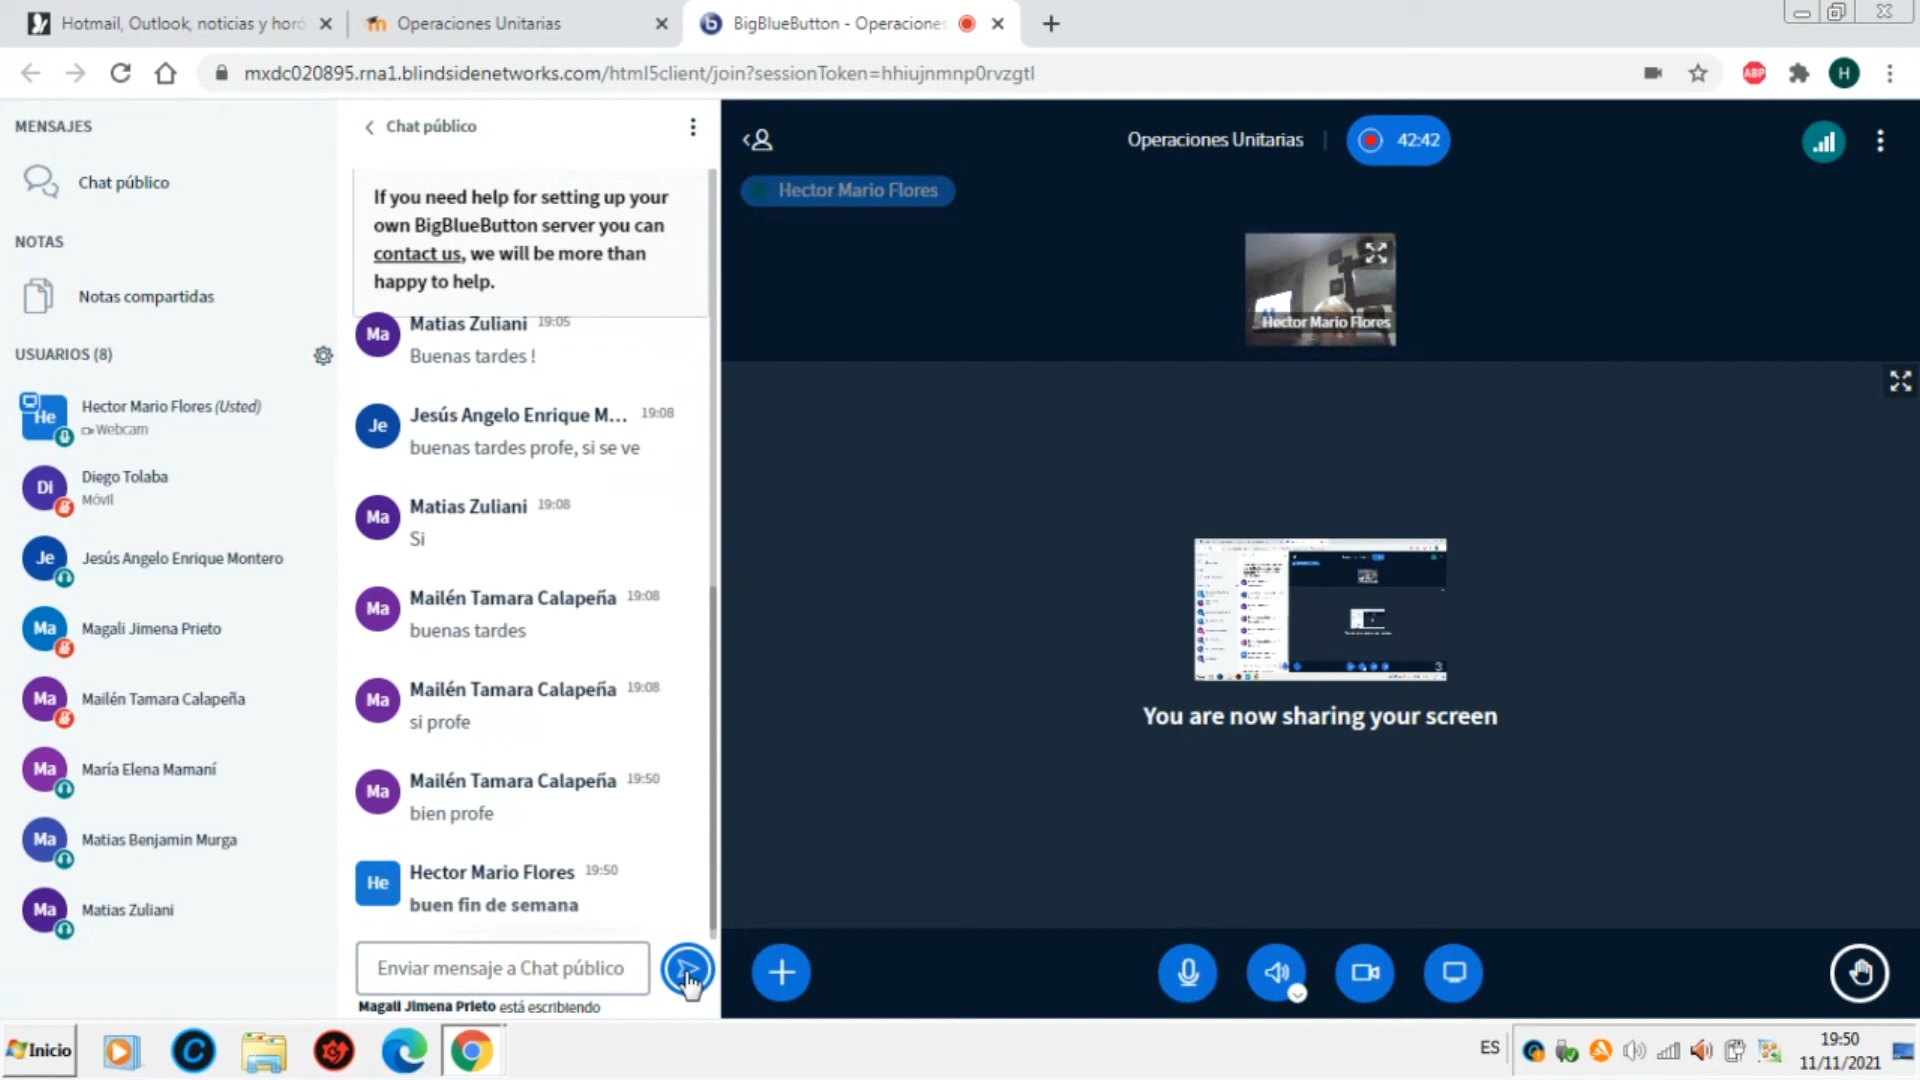 Hotmail, Outlook, noticias y horó
Operaciones Unitarias
BigBlueButton - Operaciones
mxdc020895.rna1.blindsidenetworks.com/html5client/join?sessionToken=hhiujnmnp0rvzgtl
ABP
H
MENSAJES
Chat público
NOTAS
Notas compartidas
USUARIOS (8)
He
Hector Mario Flores (Usted)
Webcam
DI
Diego Tolaba
Móvil
Je
Jesús Angelo Enrique Montero
Ma
Magali Jimena Prieto
Ma
Mailén Tamara Calapeña
Ma
María Elena Mamaní
Ma
Matias Benjamin Murga
Ma
Matias Zuliani
Chat público
If you need help for setting up your
own BigBlueButton server you can
contact us, we will be more than
happy to help.
Ma
Matias Zuliani 19:05
Buenas tardes !
Je
Jesús Angelo Enrique M... 19:08
buenas tardes profe, si se ve
Ma
Matias Zuliani 19:08
Si
Ma
Mailén Tamara Calapeña 19:08
buenas tardes
Ma
Mailén Tamara Calapeña 19:08
si profe
Ma
Mailén Tamara Calapeña 19:50
bien profe
He
Hector Mario Flores 19:50
buen fin de semana
Enviar mensaje a Chat público
Magali Jimena Prieto está escribiendo
Operaciones Unitarias
42:42
Hector Mario Flores
Hector Mario Flores
You are now sharing your screen
Inicio
ES
19:50
11/11/2021